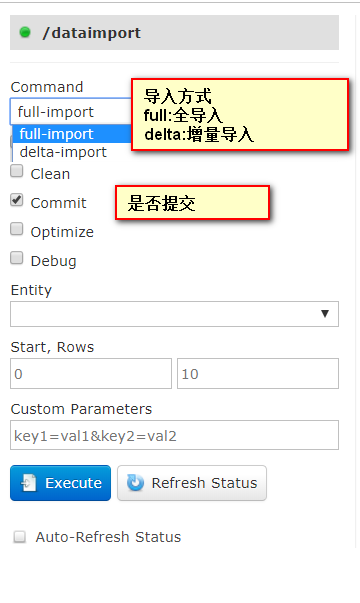 /dataimport
Command
full-import
full-import
delta-import
导入方式
full:全导入
delta:增量导入
Clean
Commit
是否提交
Optimize
Debug
Entity
Start, Rows
0
10
Custom Parameters
key1=val1&key2=val2
Execute
Refresh Status
Auto-Refresh Status